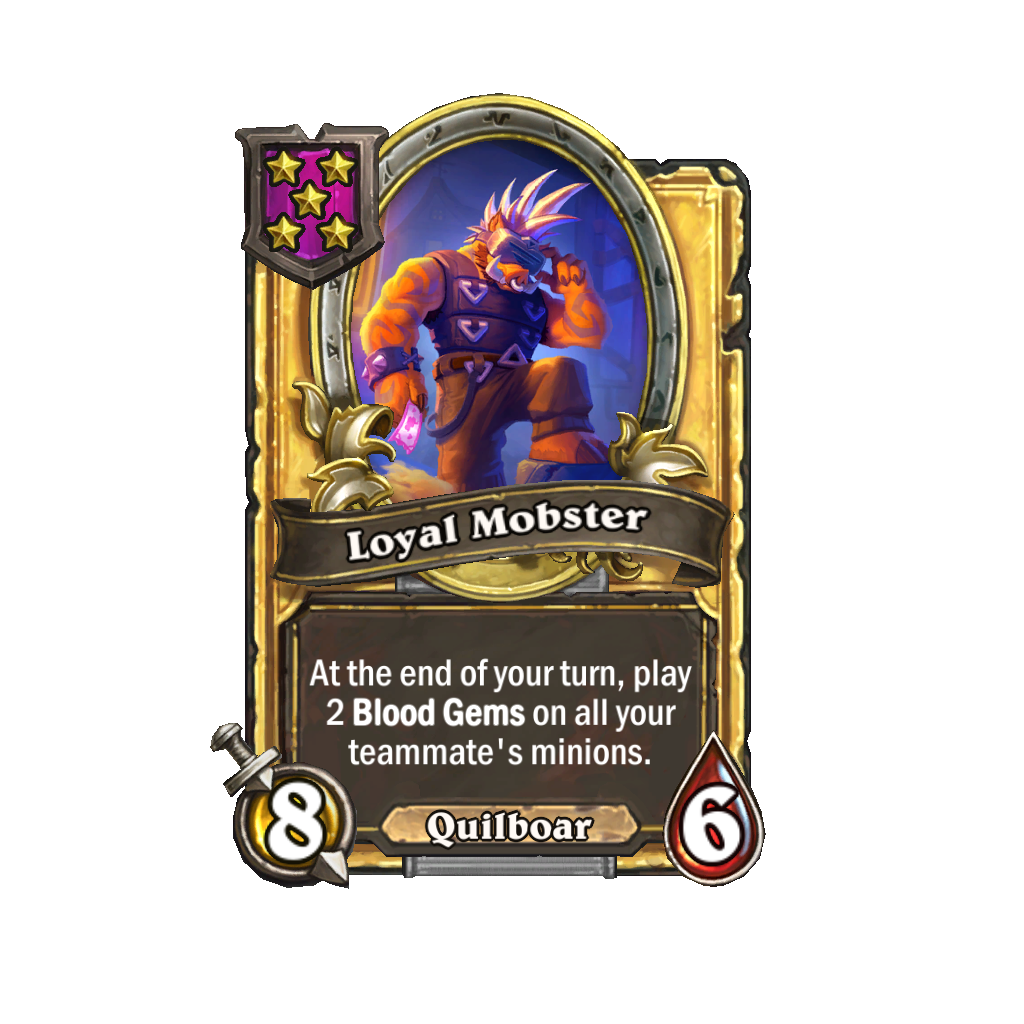 Loyal Mobster
At the end of your turn, play
2 Blood Gems on all your
teammate's minions.
8
Quilboar
6